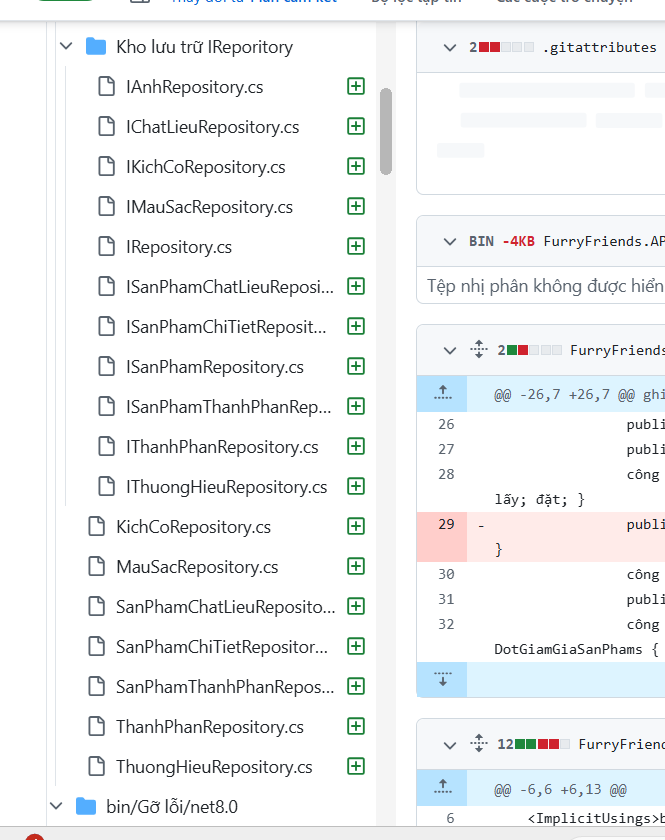 Kho lưu trữ IReporitory
IAnhRepository.cs
IChatLieuRepository.cs
IKichCoRepository.cs
IMauSacRepository.cs
IRepository.cs
ISanPhamChatLieuReposi...
ISanPhamChiTietReposit...
ISanPhamRepository.cs
ISanPhamThanhPhanRep...
IThanhPhanRepository.cs
IThuongHieuRepository.cs
KichCoRepository.cs
MauSacRepository.cs
SanPhamChatLieuReposito...
SanPhamChiTietRepositor...
SanPhamThanhPhanRepos...
ThanhPhanRepository.cs
ThuongHieuRepository.cs
bin/Gỡ lỗi/net8.0
2 .gitattributes
BIN -4KB FurryFriends.AP
Tệp nhị phân không được hiển
2 FurryFriends
@@ -26,7 +26,7 @@ ghi
26 publi
27 publi
28 công
lấy; đặt; }
29 - publi
}
30 công
31 publi
32 công
DotGiamGiaSanPhams {
12 FurryFriend
@@ -6,6 +6,13 @@
6 <ImplicitUsings>b